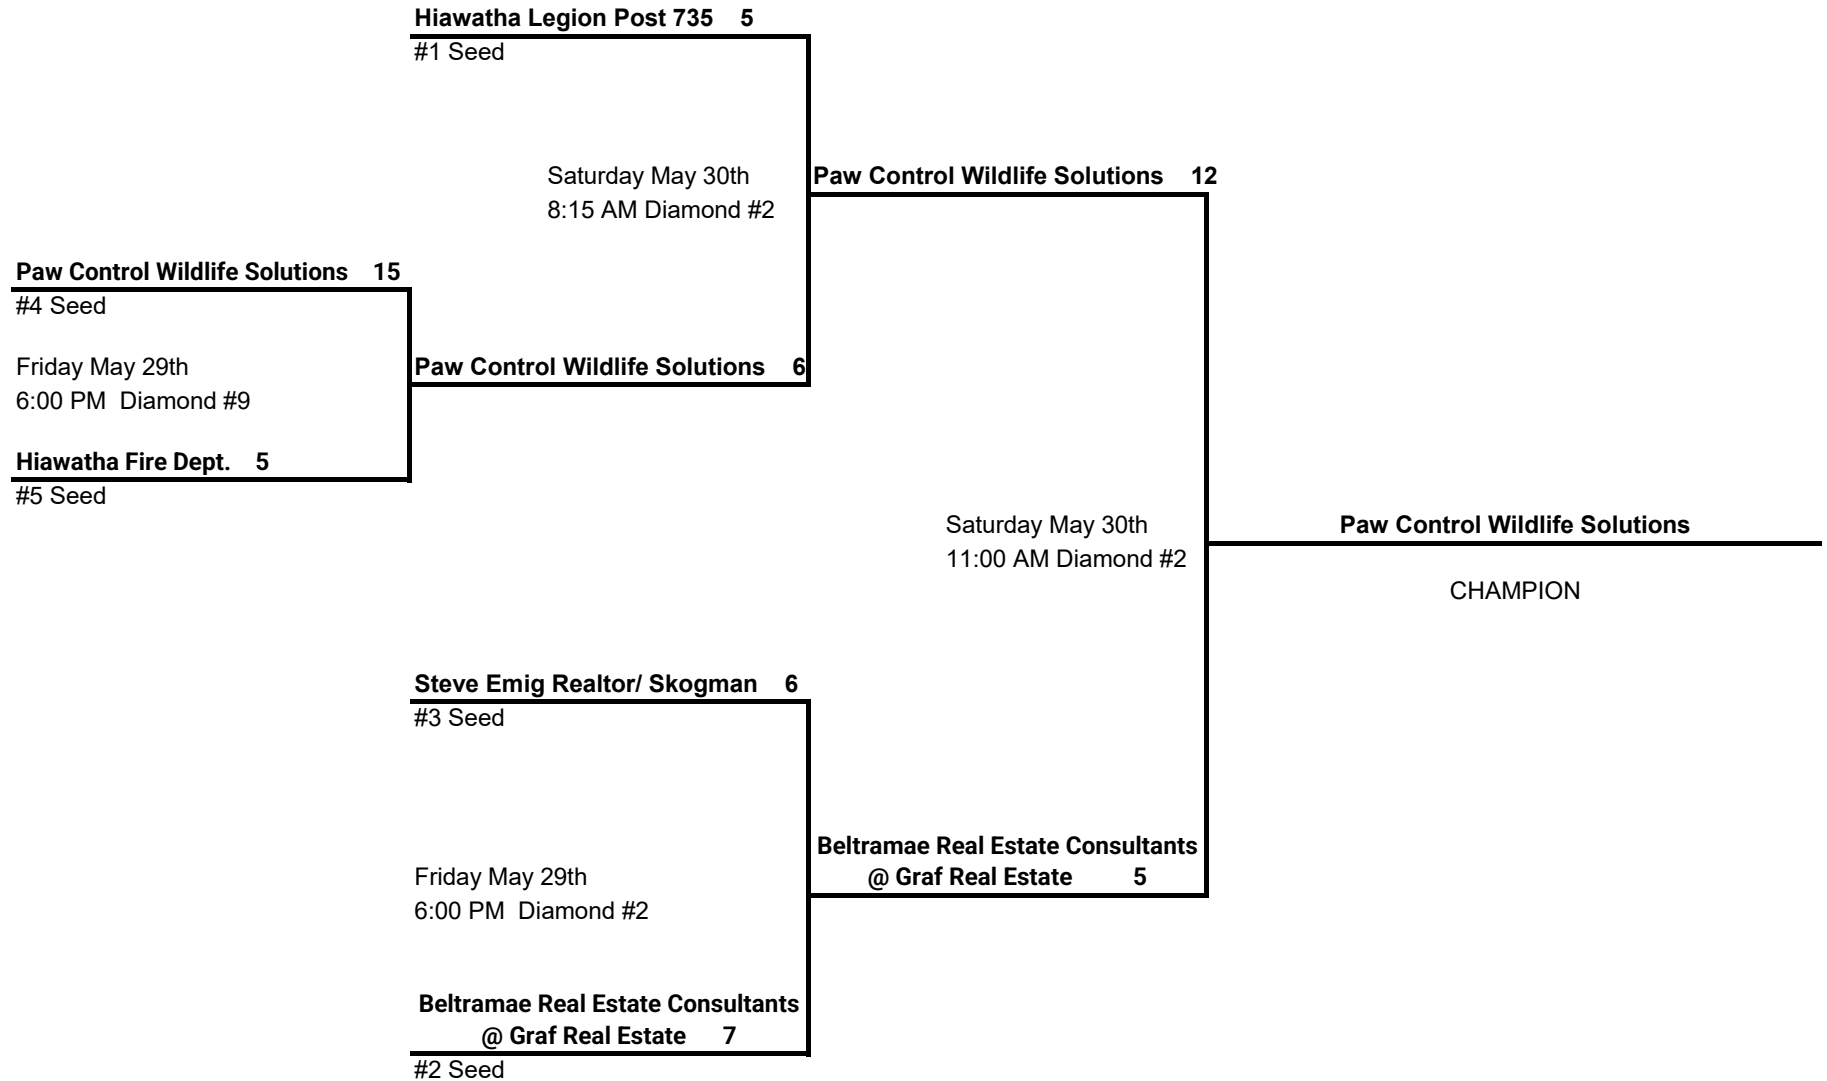 Hiawatha Legion Post 735 5
#1 Seed
Saturday May 30th
8:15 AM Diamond #2
Paw Control Wildlife Solutions 12
Paw Control Wildlife Solutions 15
#4 Seed
Friday May 29th
6:00 PM Diamond #9
Paw Control Wildlife Solutions 6
Hiawatha Fire Dept. 5
#5 Seed
Saturday May 30th
11:00 AM Diamond #2
Paw Control Wildlife Solutions
CHAMPION
Steve Emig Realtor/ Skogman 6
#3 Seed
Friday May 29th
6:00 PM Diamond #2
Beltramae Real Estate Consultants
@ Graf Real Estate 5
Beltramae Real Estate Consultants
@ Graf Real Estate 7
#2 Seed